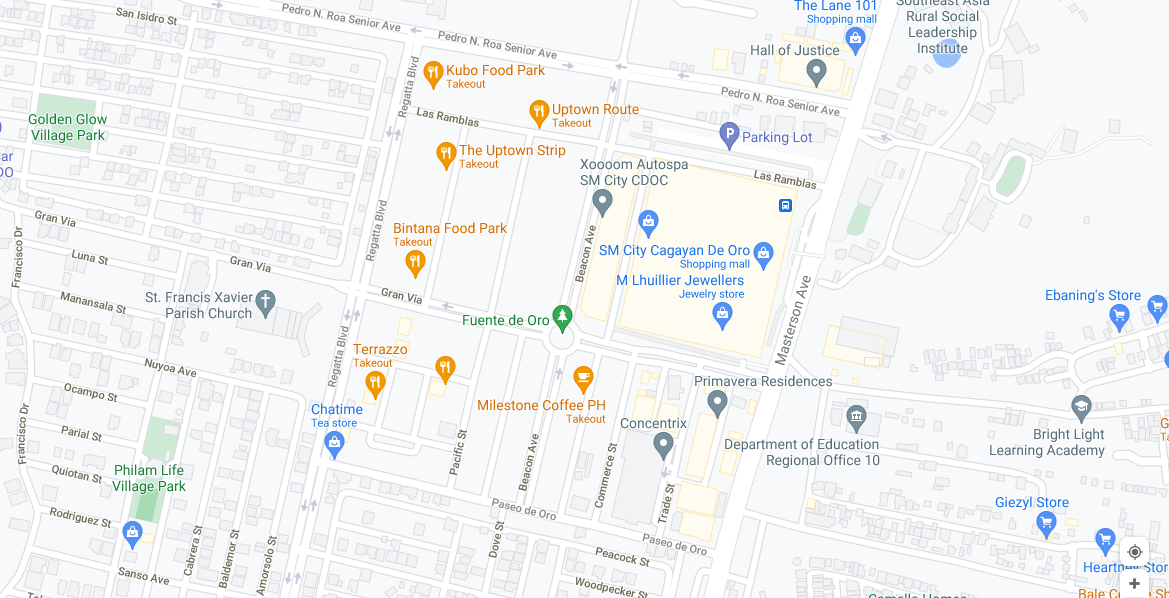 San Isidro St
Pedro N. Roa Senior Ave
Pedro N. Roa Senior Ave
The Lane 101
Shopping mall
Southeast Asia
Rural Social
Leadership
Institute
Hall of Justice
Kubo Food Park
Takeout
Regatta Blvd
Pedro N. Roa Senior Ave
Uptown Route
Takeout
Las Ramblas
Golden Glow
Village Park
P
Parking Lot
ar
DO
The Uptown Strip
Takeout
Xoooom Autospa
SM City CDOC
Las Ramblas
Regatta Blvd
Gran Via
Bintana Food Park
Takeout
Beacon Ave
SM City Cagayan De Oro
Shopping mall
Francisco Dr
Luna St
Gran Via
M Lhuillier Jewellers
Jewelry store
Manansala St
St. Francis Xavier
Parish Church
Gran Via
Masterson Ave
Ebaning's Store
Fuente de Oro
Regatta Blvd
Terrazzo
Takeout
Nuyoa Ave
Primavera Residences
Ocampo St
Chatime
Tea store
Milestone Coffee PH
Takeout
Concentrix
Francisco Dr
Parial St
Department of Education
Regional Office 10
Bright Light
Learning Academy
G
T
Pacific St
Beacon Ave
Commerce St
Quiotan St
Philam Life
Village Park
Trade St
Paseo de Oro
Giezyl Store
Rodriguez St
Cabrera St
Baldemor St
Amorsolo St
Dove St
Paseo de Oro
Peacock St
Heartney Stor
Sanso Ave
Woodpecker St
Camella Homes
Bale Ca
e Sh